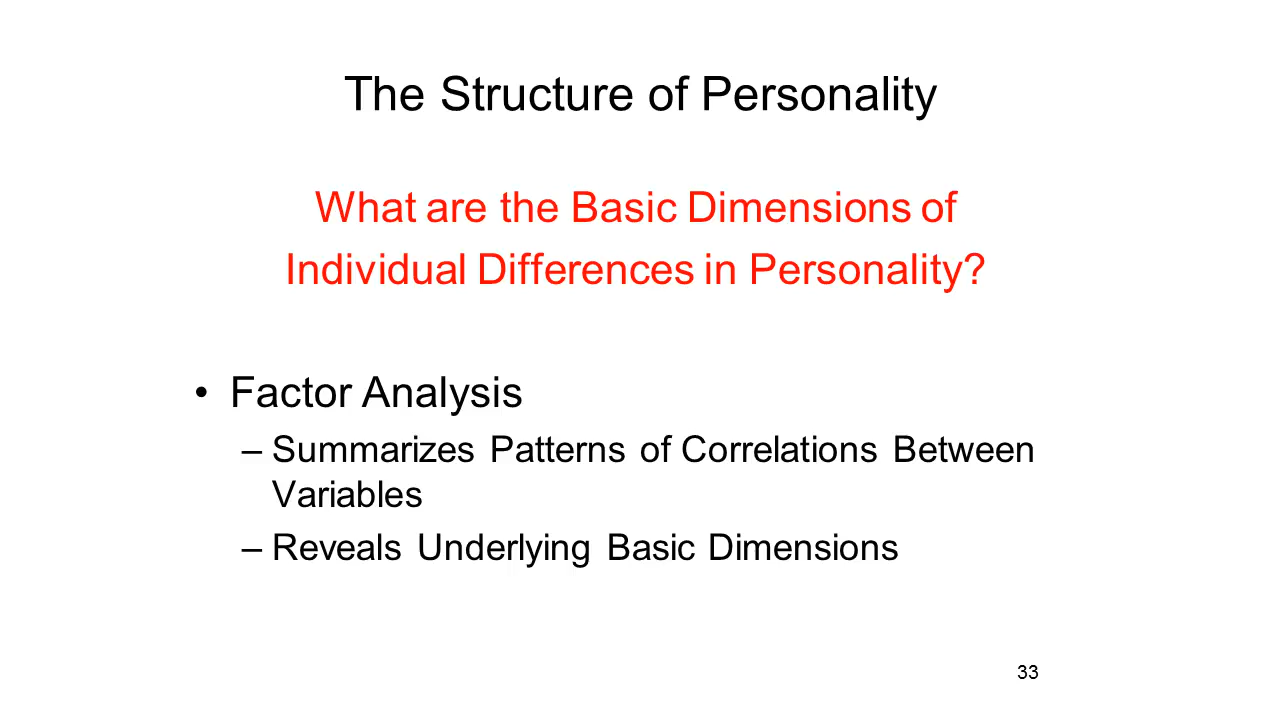 The Structure of Personality
What are the Basic Dimensions of
Individual Differences in Personality?
• Factor Analysis
– Summarizes Patterns of Correlations Between
Variables
– Reveals Underlying Basic Dimensions
33